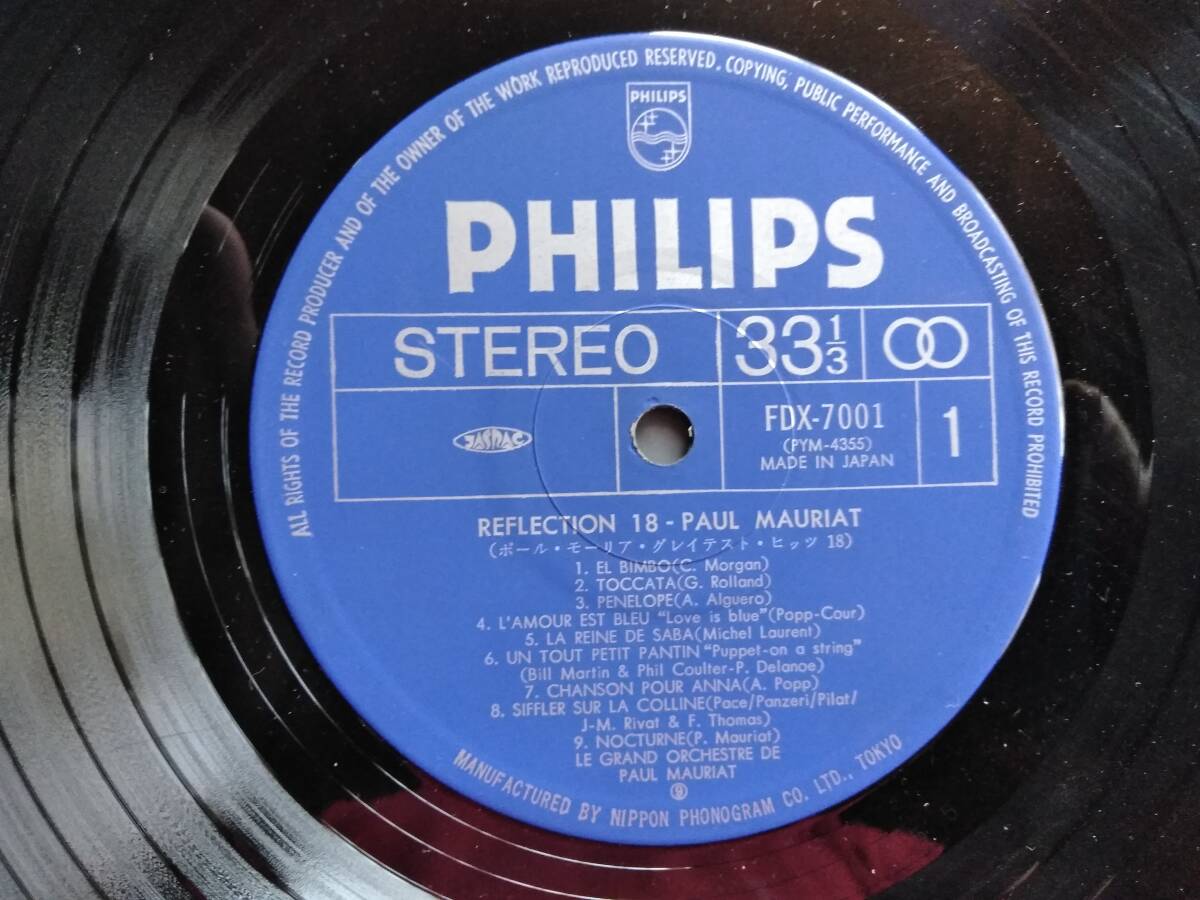 ALL RIGHTS OF THE RECORD PRODUCER AND OF THE OWNER OF THE WORK REPRODUCED RESERVED. COPYING, PUBLIC PERFORMANCE AND BROADCASTING OF THIS RECORD PROHIBITED
PHILIPS
PHILIPS
STEREO
33 1/3
JASRAC
FDX-7001
(PYM-4355)
MADE IN JAPAN
1
REFLECTION 18 - PAUL MAURIAT
(ポール・モーリア・グレイテスト・ヒッツ 18)
1. EL BIMBO(C. Morgan)
2. TOCCATA(G. Rolland)
3. PENELOPE(A. Alguero)
4. L'AMOUR EST BLEU "Love is blue"(Popp-Cour)
5. LA REINE DE SABA(Michel Laurent)
6. UN TOUT PETIT PANTIN "Puppet-on a string"
(Bill Martin & Phil Coulter-P. Delanoe)
7. CHANSON POUR ANNA(A. Popp)
8. SIFFLER SUR LA COLLINE(Pace/Panzeri/Pilat/
J-M. Rivat & F. Thomas)
9. NOCTURNE(P. Mauriat)
LE GRAND ORCHESTRE DE
PAUL MAURIAT
MANUFACTURED BY NIPPON PHONOGRAM CO. LTD., TOKYO